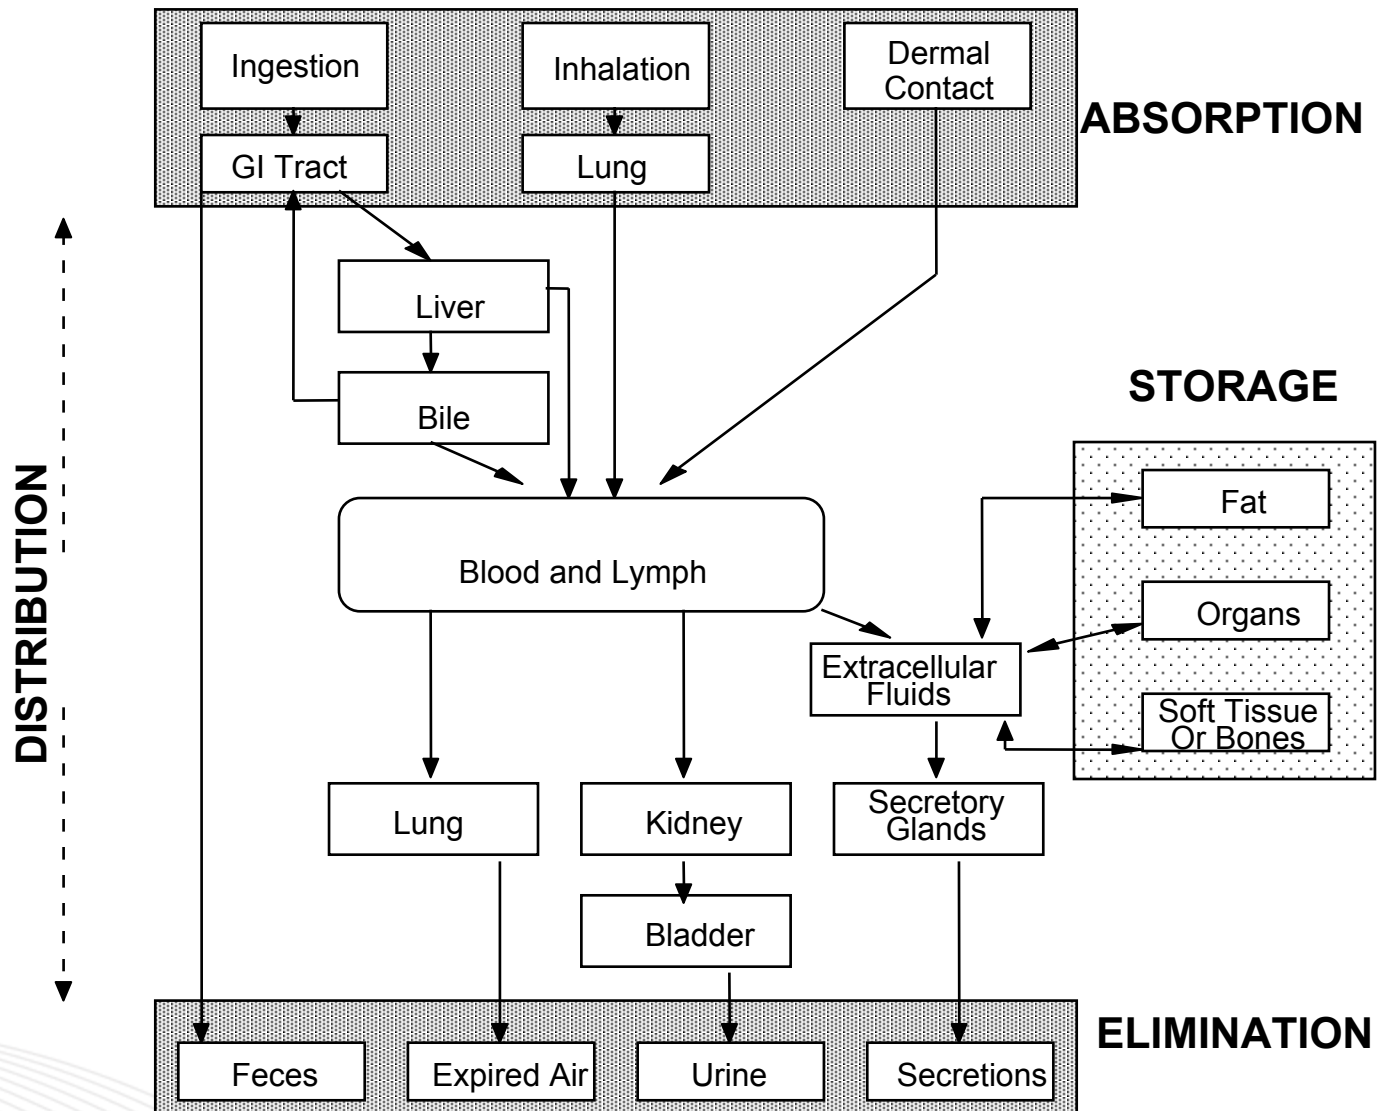 Ingestion
Inhalation
Dermal
Contact
ABSORPTION
GI Tract
Lung
Liver
Bile
STORAGE
DISTRIBUTION
Fat
Blood and Lymph
Organs
Extracellular
Fluids
Soft Tissue
Or Bones
Lung
Kidney
Secretory
Glands
Bladder
ELIMINATION
Feces
Expired Air
Urine
Secretions